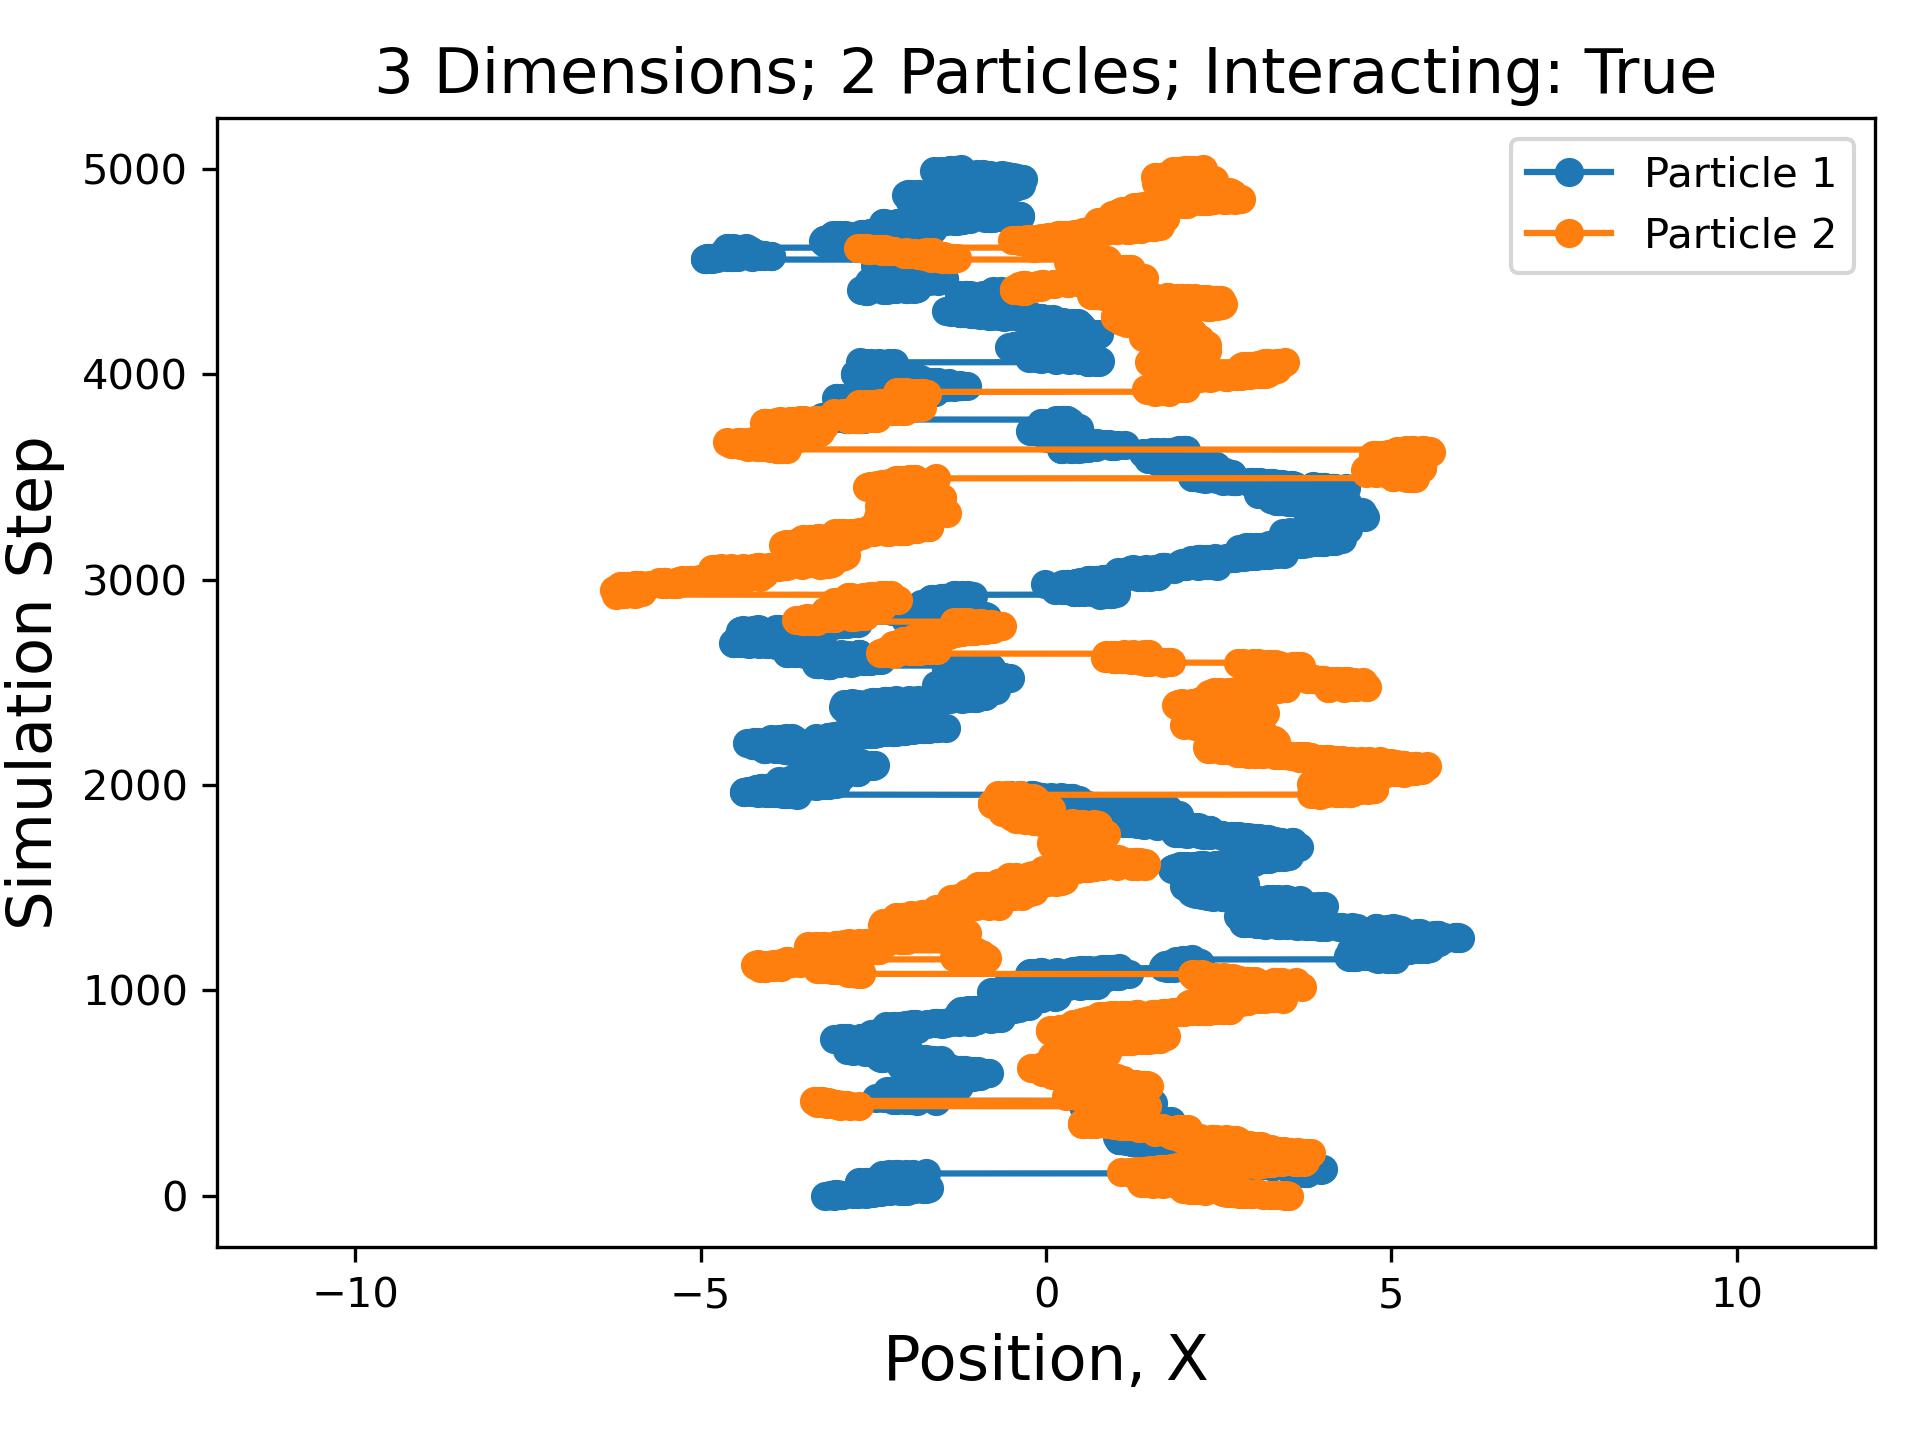 3 Dimensions; 2 Particles; Interacting: True
Particle 1
Particle 2
5000
4000
3000
2000
1000
0
Simulation Step
−10
−5
0
5
10
Position, X